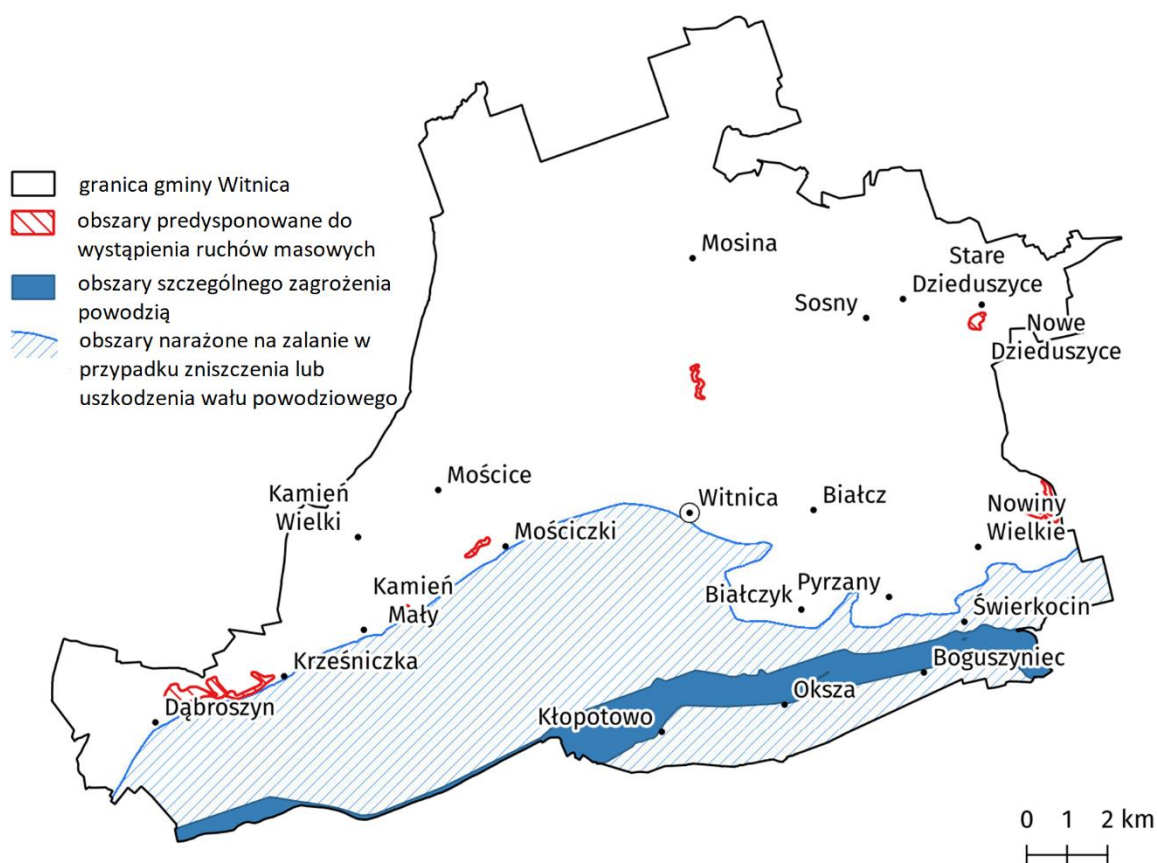 granica gminy Witnica
obszary predysponowane do
wystąpienia ruchów masowych
obszary szczególnego zagrożenia
powodzią
obszary narażone na zalanie w
przypadku zniszczenia lub
uszkodzenia wału powodziowego
Mosina
Stare
Dzieduszyce
Sosny
Nowe
Dzieduszyce
Mościce
Kamień
Wielki
Witnica
Białcz
Nowiny
Wielkie
Mościczki
Kamień
Mały
Białczyk
Pyrzany
Świerkocin
Krześniczka
Boguszyniec
Dąbroszyn
Oksza
Kłopotowo
0 1 2 km